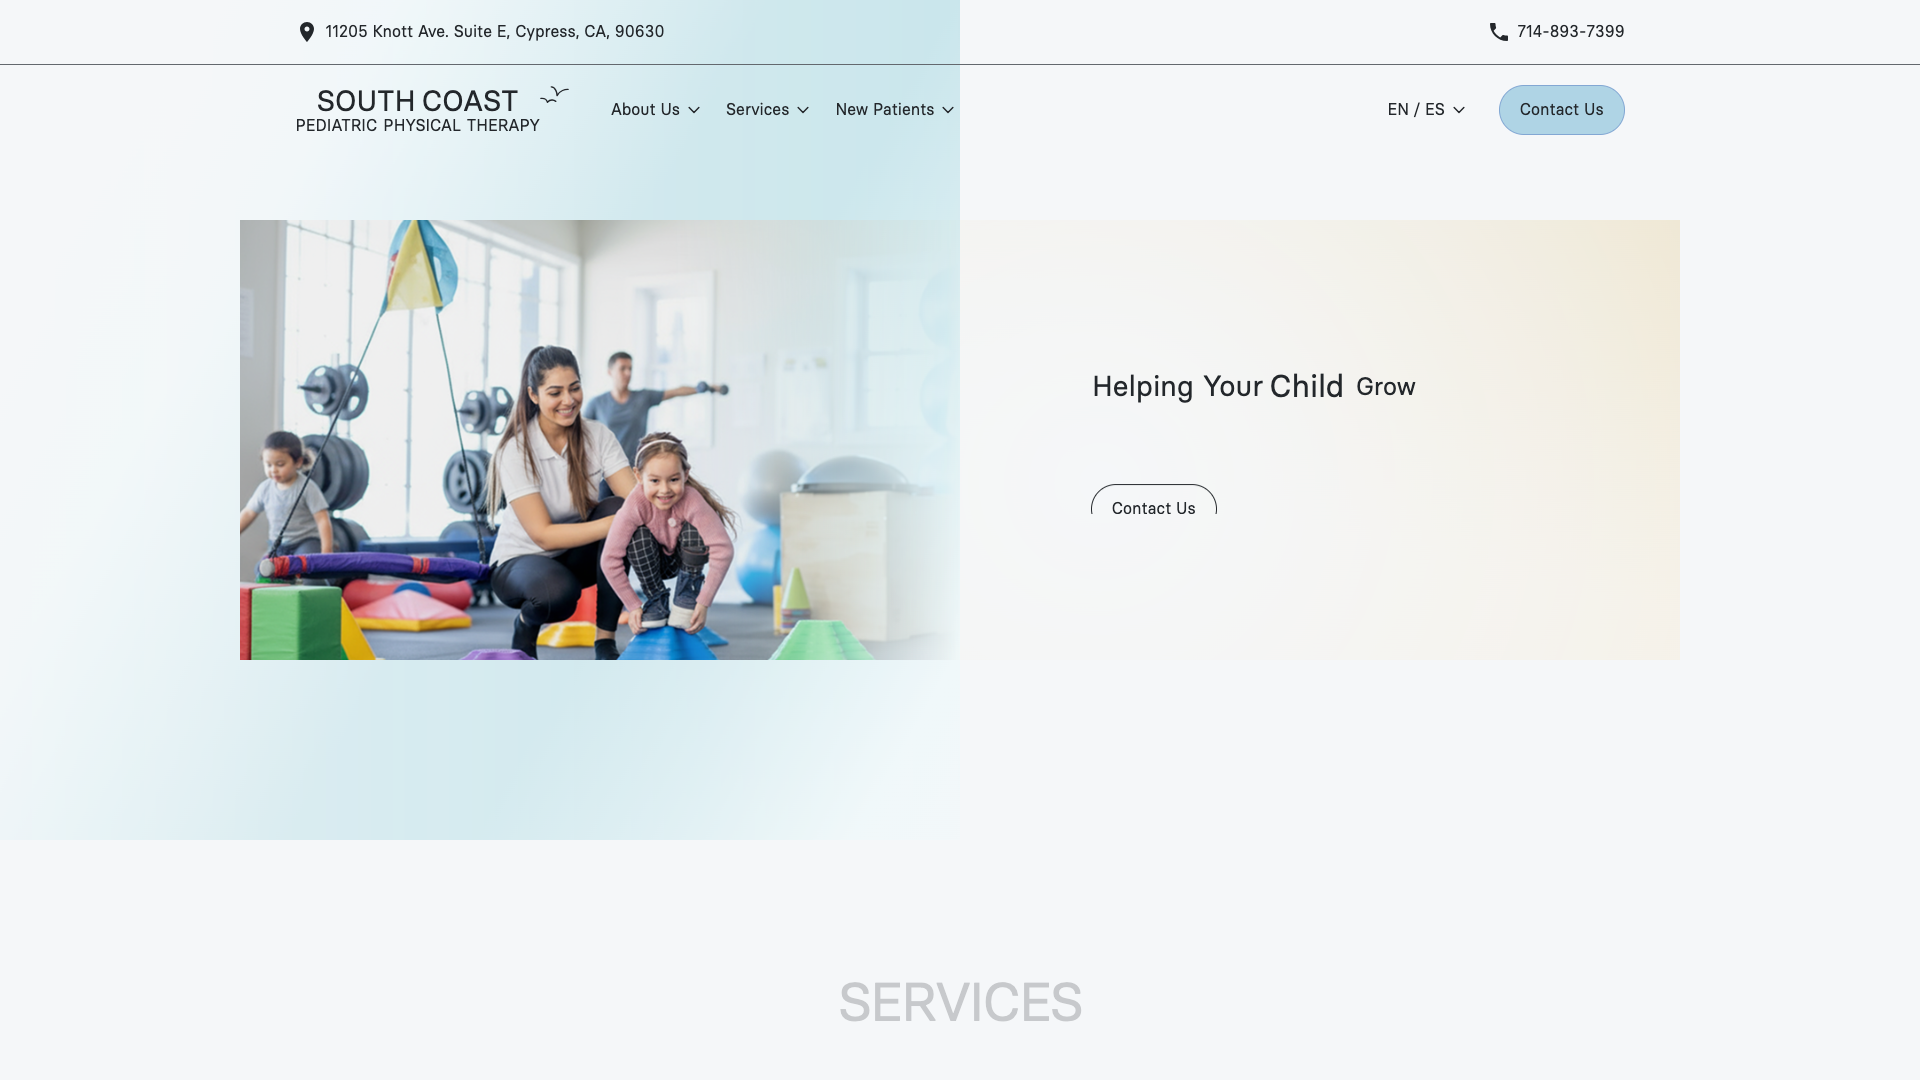 11205 Knott Ave. Suite E, Cypress, CA, 90630
714-893-7399
SOUTH COAST
PEDIATRIC PHYSICAL THERAPY
About Us
Services
New Patients
EN / ES
Contact Us
Helping Your Child Grow
Contact Us
SERVICES